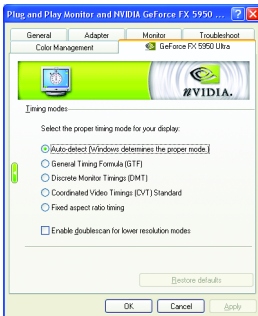 Plug and Play Monitor and NVIDIA GeForce FX 5950 ...
General Adapter Monitor Troubleshoot
Color Management GeForce FX 5950 Ultra
NVIDIA.
Timing modes
Select the proper timing mode for your display:
Auto-detect (Windows determines the proper mode.)
General Timing Formula (GTF)
Discrete Monitor Timings (DMT)
Coordinated Video Timings (CVT) Standard
Fixed aspect ratio timing
Enable doublescan for lower resolution modes
Restore defaults
OK Cancel Apply